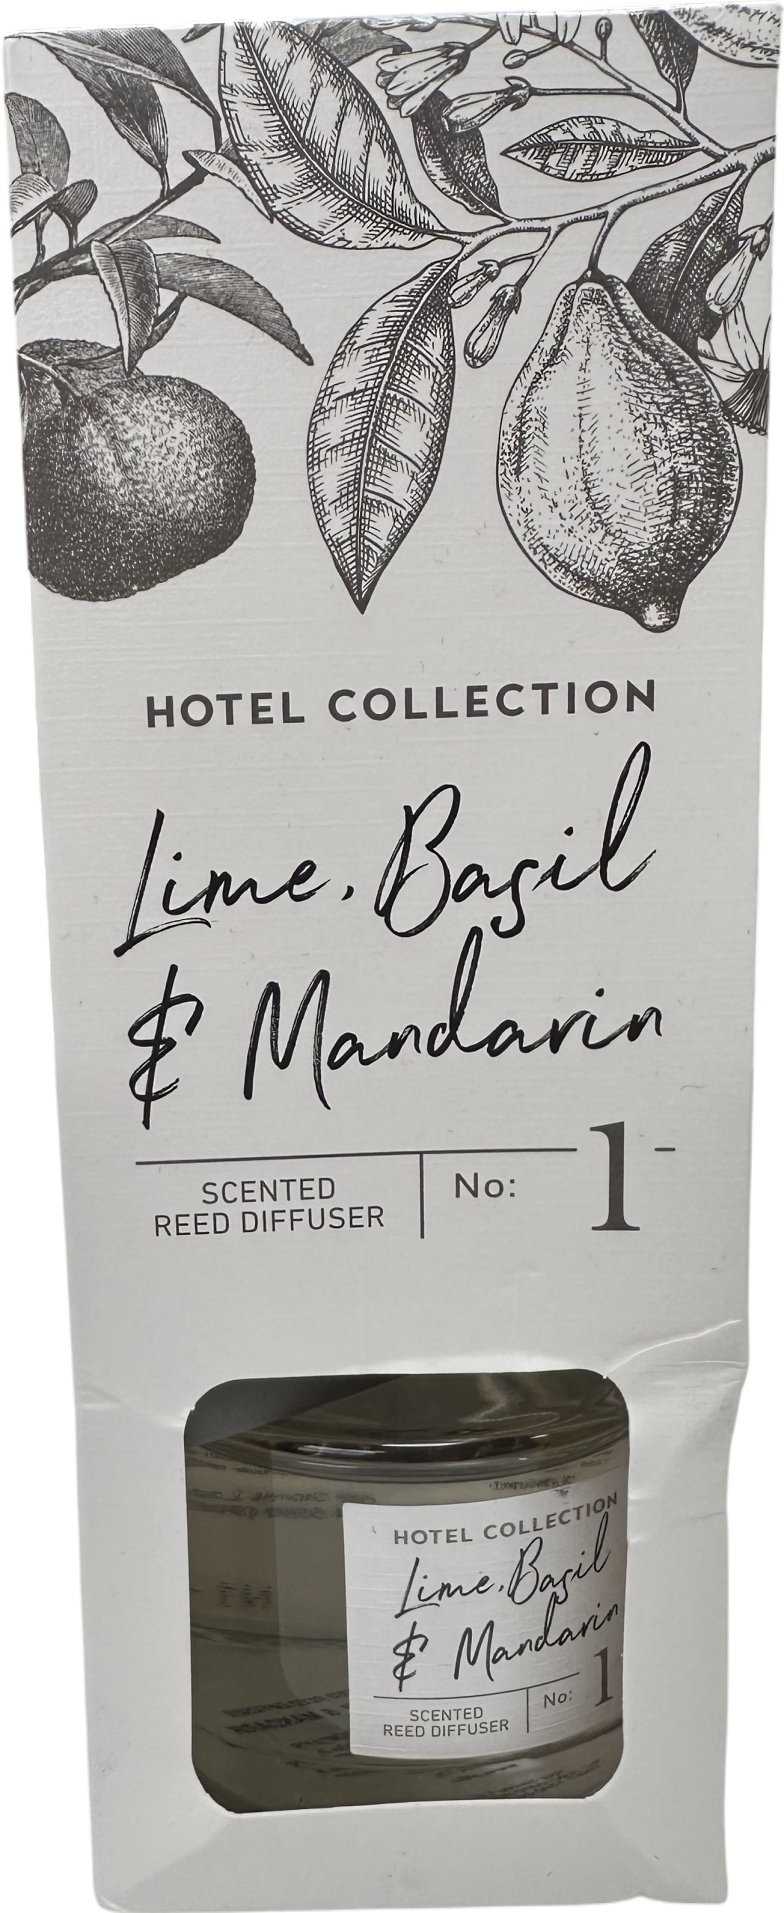 HOTEL COLLECTION
Lime, Basil
& Mandarin
SCENTED
REED DIFFUSER
No: 1
HOTEL COLLECTION
Lime, Basil
& Mandarin
SCENTED
REED DIFFUSER
No: 1